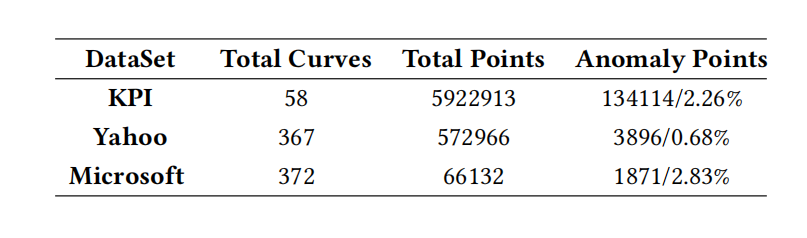 DataSet Total Curves Total Points Anomaly Points
KPI 58 5922913 134114/2.26%
Yahoo 367 572966 3896/0.68%
Microsoft 372 66132 1871/2.83%